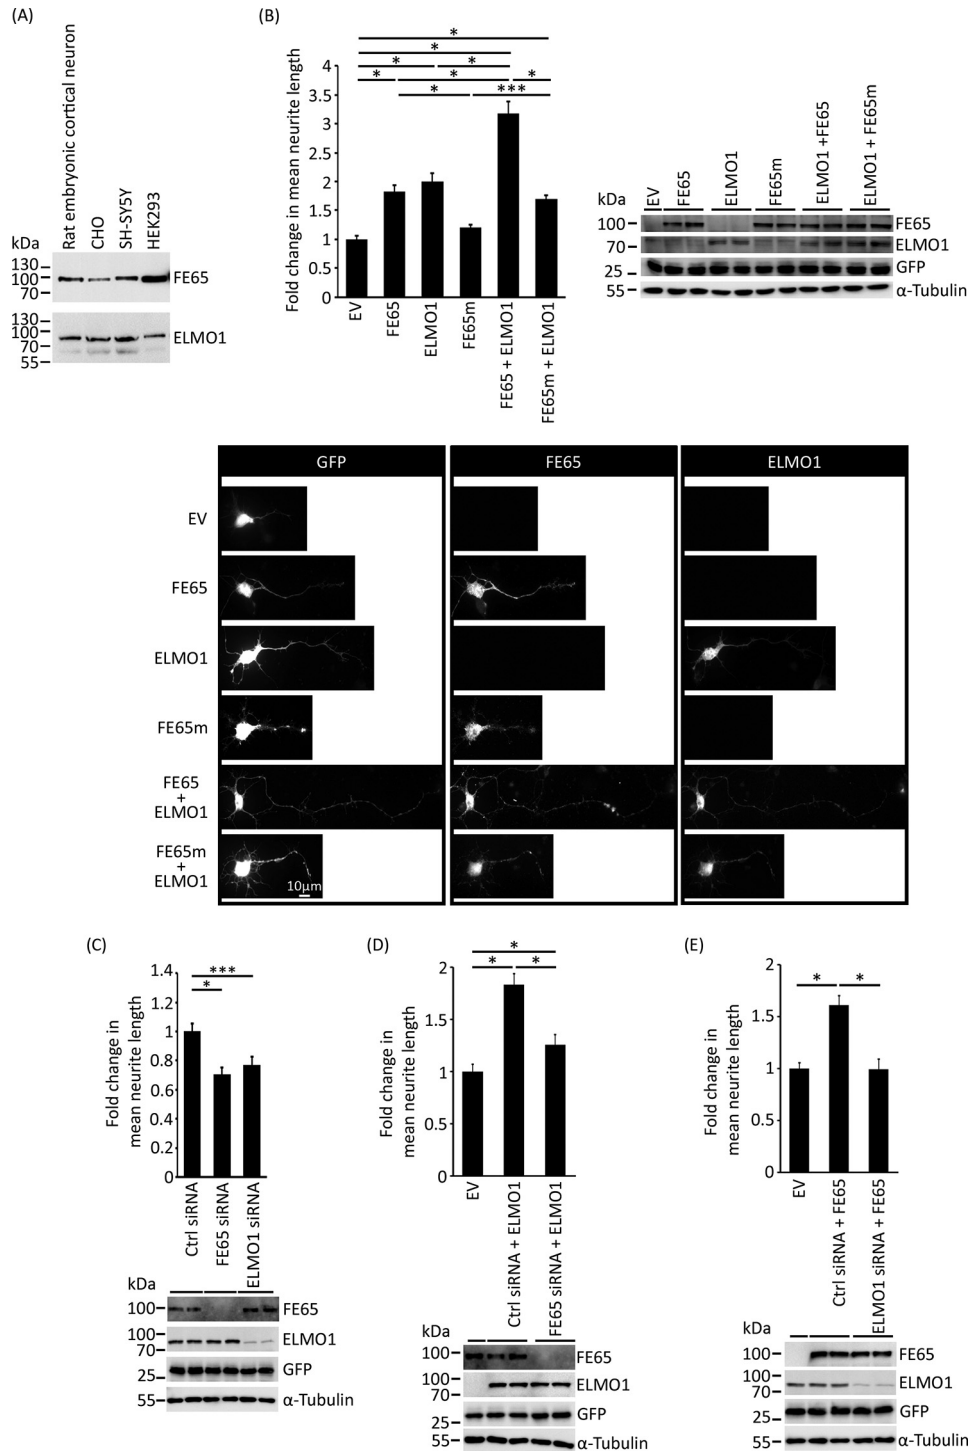 (A)
Rat embryonic cortical neuron
CHO
SH-SY5Y
HEK293
kDa
130
100
70
FE65
130
100
70
55
ELMO1
(B)
Fold change in mean neurite length
4
3.5
3
2.5
2
1.5
1
0.5
0
*
*
* *
* * *
* ***
EV
FE65
ELMO1
FE65m
FE65 + ELMO1
FE65m + ELMO1
EV
FE65
ELMO1
FE65m
ELMO1 +FE65
ELMO1 + FE65m
kDa
100
FE65
70
ELMO1
25
GFP
55
α-Tubulin
GFP FE65 ELMO1
EV
FE65
ELMO1
FE65m
FE65
+
ELMO1
FE65m
+
ELMO1
10µm
(C)
Fold change in
mean neurite length
1.4
1.2
1
0.8
0.6
0.4
0.2
0
***
*
Ctrl siRNA
FE65 siRNA
ELMO1 siRNA
kDa
100
FE65
100
70
ELMO1
25
GFP
55
α-Tubulin
(D)
Fold change in
mean neurite length
2
1.5
1
0.5
0
*
* *
EV
Ctrl siRNA + ELMO1
FE65 siRNA + ELMO1
kDa
100
FE65
100
70
ELMO1
25
GFP
55
α-Tubulin
(E)
Fold change in
mean neurite length
2
1.5
1
0.5
0
* *
EV
Ctrl siRNA + FE65
ELMO1 siRNA + FE65
kDa
100
FE65
100
70
ELMO1
25
GFP
55
α-Tubulin